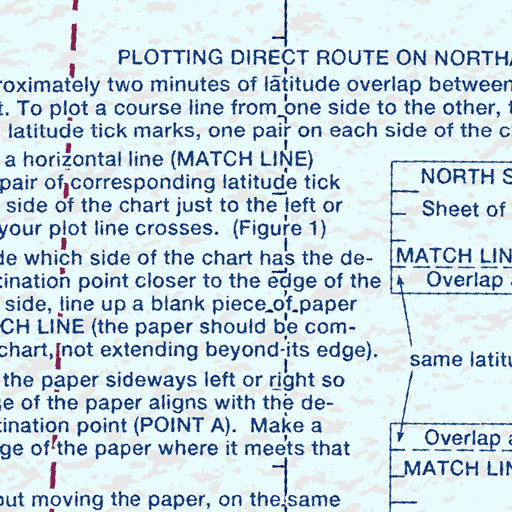 PLOTTING DIRECT ROUTE ON NORTH
two minutes of latitude overlap between
To plot a course line from one side to the other,
latitude tick marks, one pair on each side of the
a horizontal line (MATCH LINE)
pair of corresponding latitude tick
side of the chart just to the left or
your plot line crosses. (Figure 1)
which side of the chart has the de-
tination point closer to the edge of the
side, line up a blank piece of paper
CH LINE (the paper should be com-
chart, not extending beyond its edge).
the paper sideways left or right so
of the paper aligns with the de-
tination point (POINT A). Make a
ge of the paper where it meets that
out moving the paper, on the same
NORTH S
Sheet of
MATCH LIN
Overlap
same latitu
Overlap
MATCH LIN